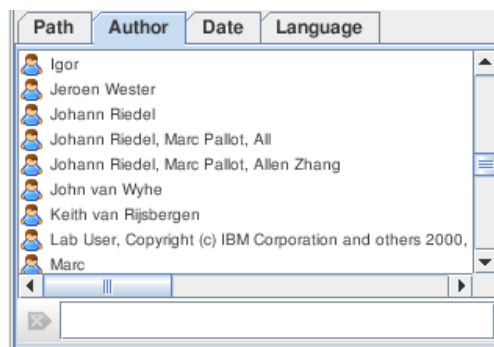 Path Author Date Language
Igor
Jeroen Wester
Johann Riedel
Johann Riedel, Marc Pallot, All
Johann Riedel, Marc Pallot, Allen Zhang
John van Wyhe
Keith van Rijsbergen
Lab User, Copyright (c) IBM Corporation and others 2000,
Marc